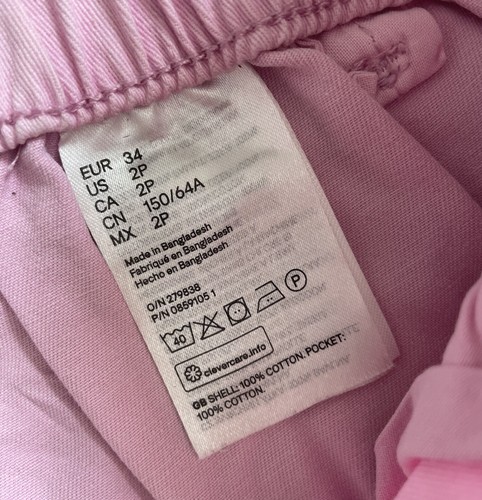 EUR 34
US 2P
CA 2P
CN 150/64A
MX 2P
Made in Bangladesh
Fabriqué en Bangladesh
Hecho en Bangladesh
O/N 279838
P/N 0859105 1
40 P
clevercare.info
GB SHELL: 100% COTTON. POCKET:
100% COTTON.